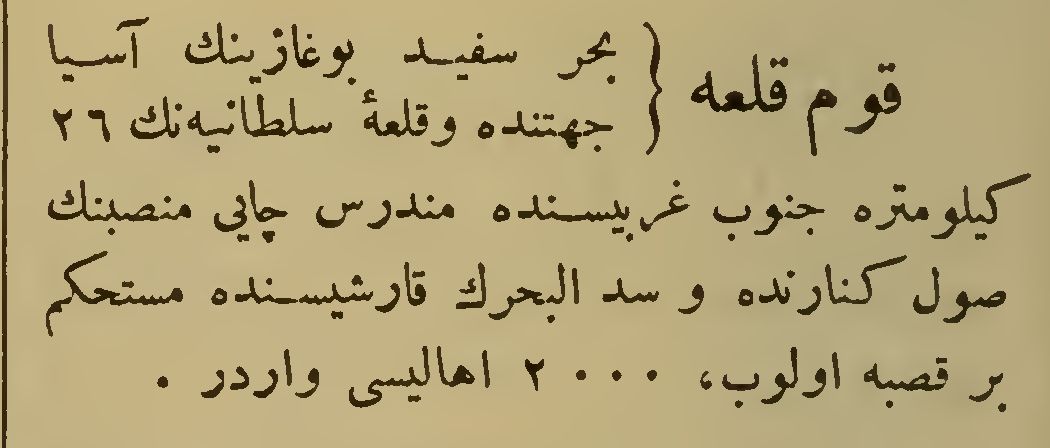 قوم قلعه { بحر سفيد بوغازينك آسيا
جهتنده وقلعهٔ سلطانيه‌نك ٢٦
كيلومتره جنوب غربيسنده مندرس چايى منصبنك
صول كنارنده و سد البحرك قارشيسنده مستحكم
بر قصبه اولوب، ٢٠٠٠ اهاليسى واردر .